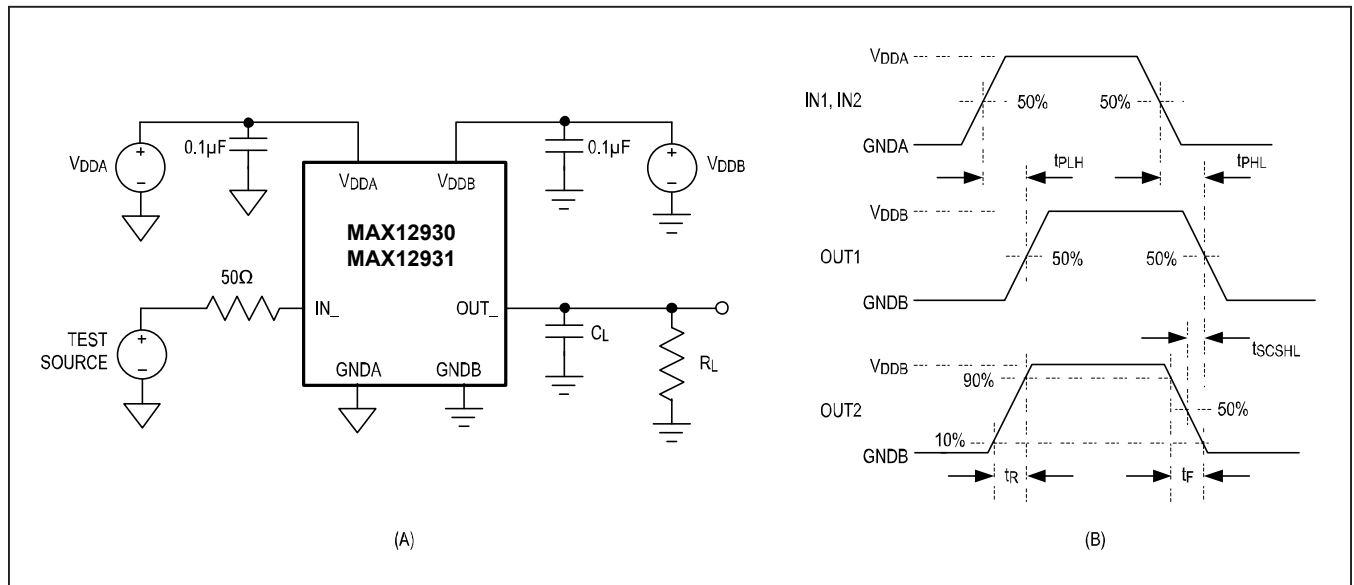 VDDA
+
−
0.1µF
0.1µF
+
−
VDDB
VDDA
VDDB
MAX12930
MAX12931
50Ω
IN_
OUT_
TEST
SOURCE
+
−
GNDA
GNDB
CL
RL
(A)
VDDA
IN1, IN2
50%
50%
GNDA
tPLH
tPHL
VDDB
OUT1
50%
50%
GNDB
tSCSHL
VDDB
90%
OUT2
50%
10%
GNDB
tR
tF
(B)